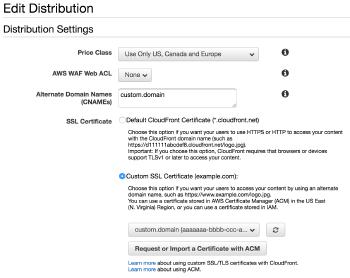 Edit Distribution
Distribution Settings
Price Class
Use Only US, Canada and Europe
AWS WAF Web ACL
None
Alternate Domain Names
(CNAMEs)
custom.domain
SSL Certificate
Default CloudFront Certificate (*.cloudfront.net)
Choose this option if you want your users to use HTTPS or HTTP to access your content
with the CloudFront domain name (such as
https://d111111abcdef8.cloudfront.net/logo.jpg).
Important: If you choose this option, CloudFront requires that browsers or devices
support TLSv1 or later to access your content.
Custom SSL Certificate (example.com):
Choose this option if you want your users to access your content by using an alternate
domain name, such as https://www.example.com/logo.jpg.
You can use a certificate stored in AWS Certificate Manager (ACM) in the US East
(N. Virginia) Region, or you can use a certificate stored in IAM.
custom.domain (aaaaaaa-bbbb-ccc-a...
Request or Import a Certificate with ACM
Learn more about using custom SSL/TLS certificates with CloudFront.
Learn more about using ACM.